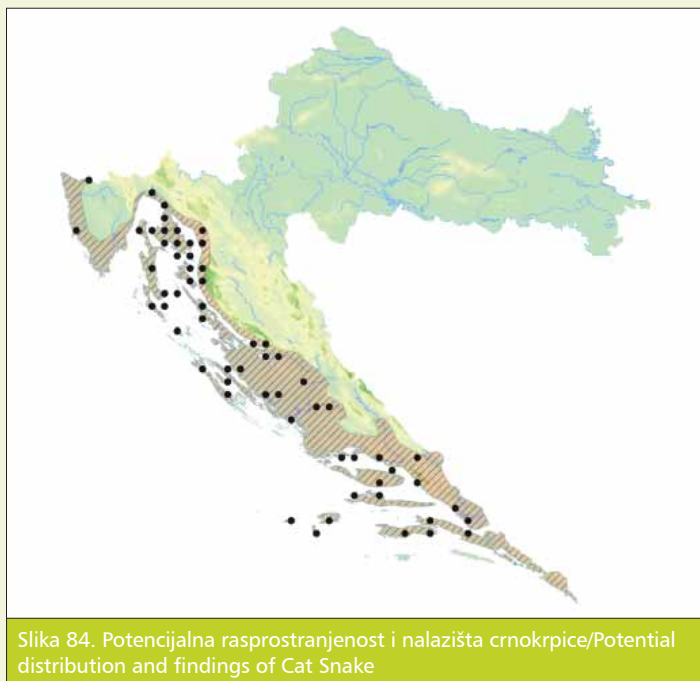 Slika 84. Potencijalna rasprostranjenost i nalazišta crnokrpice/Potential
distribution and findings of Cat Snake